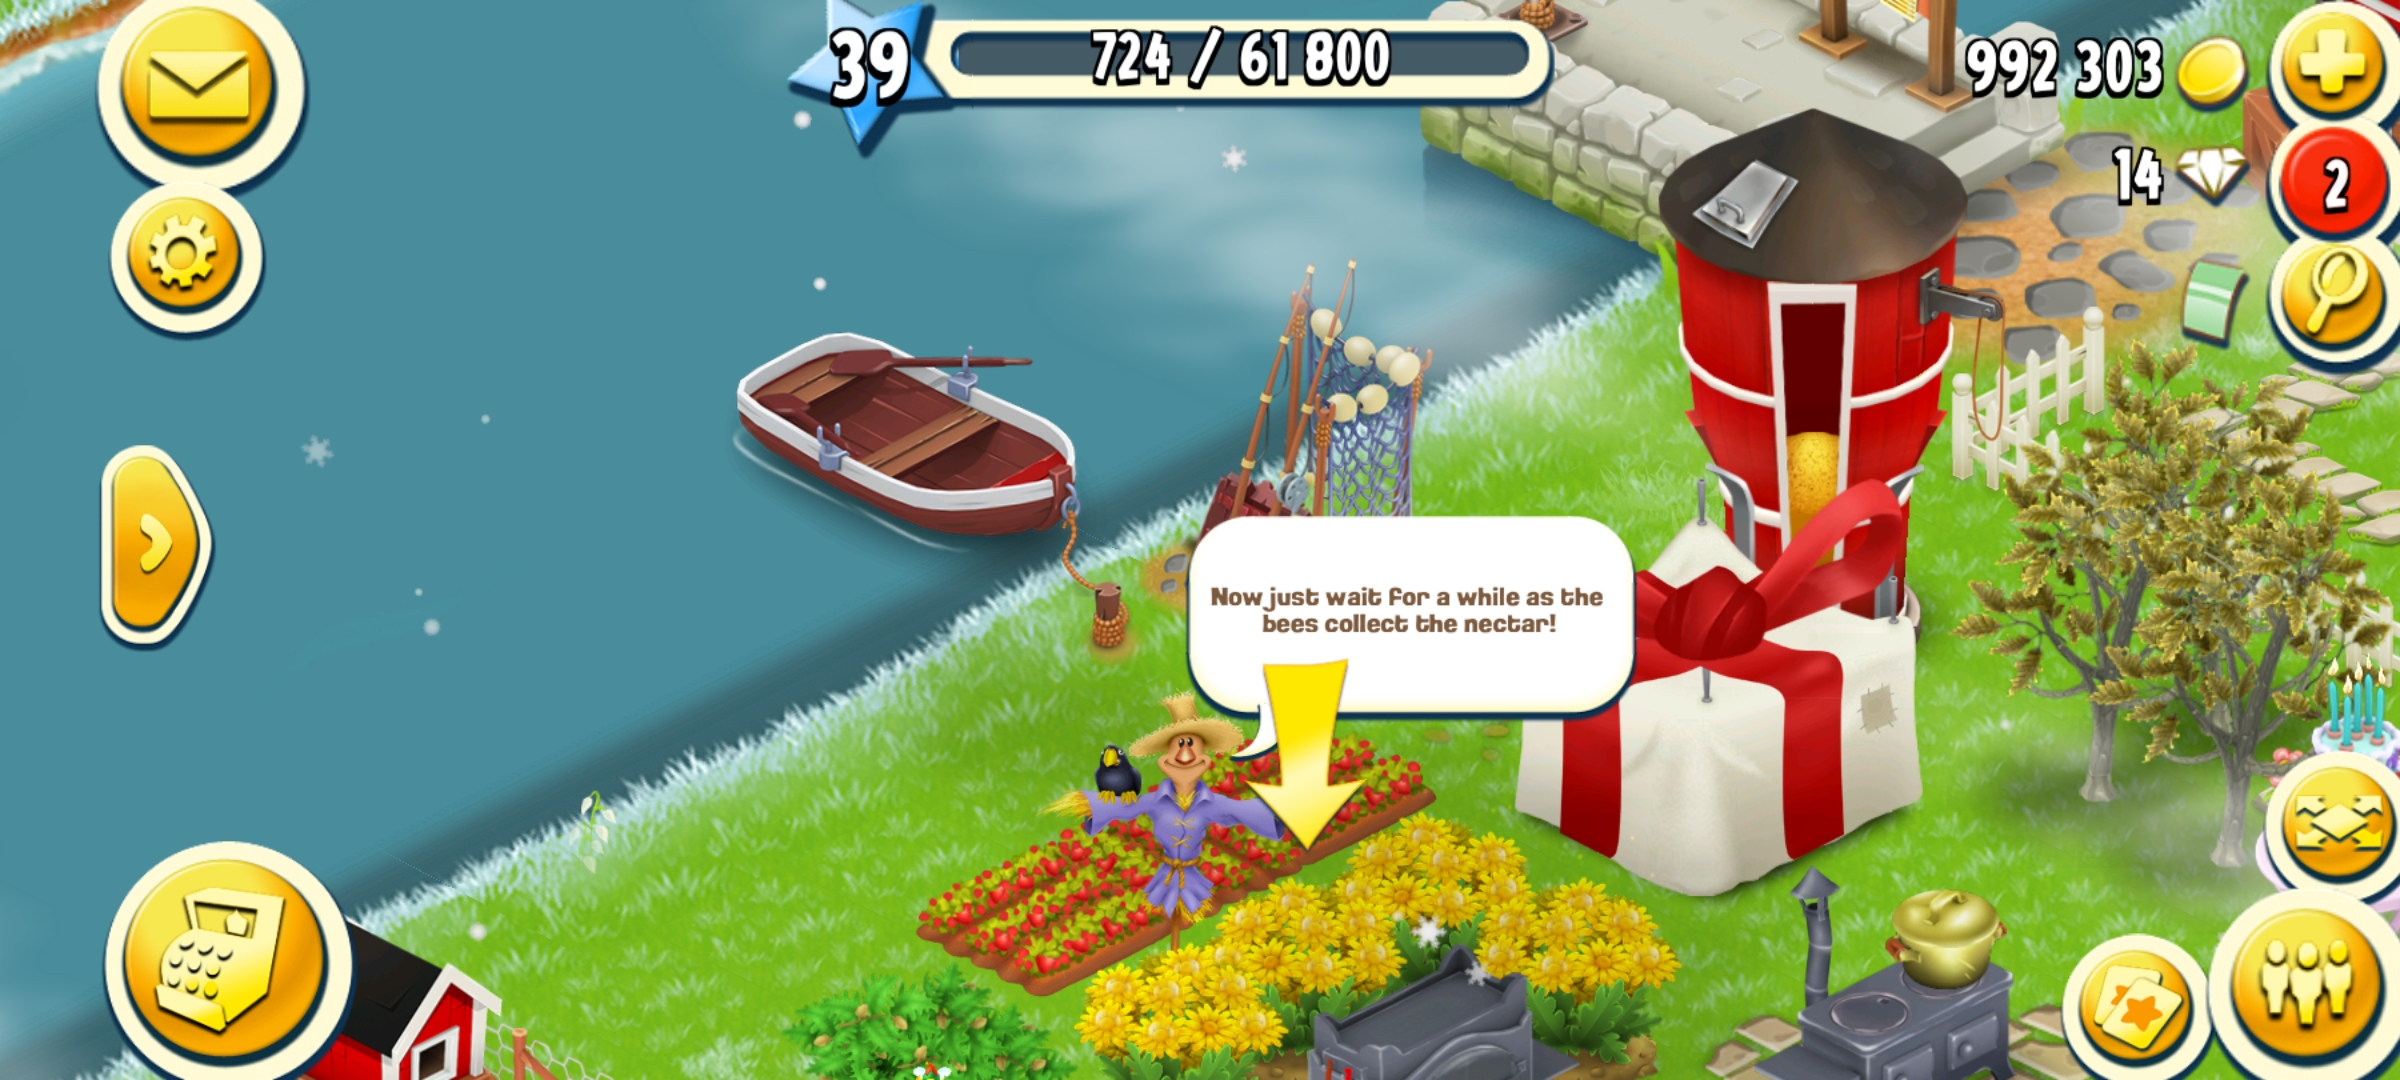 39
724 / 61 800
992 303
14
2
Now just wait for a while as the
bees collect the nectar!